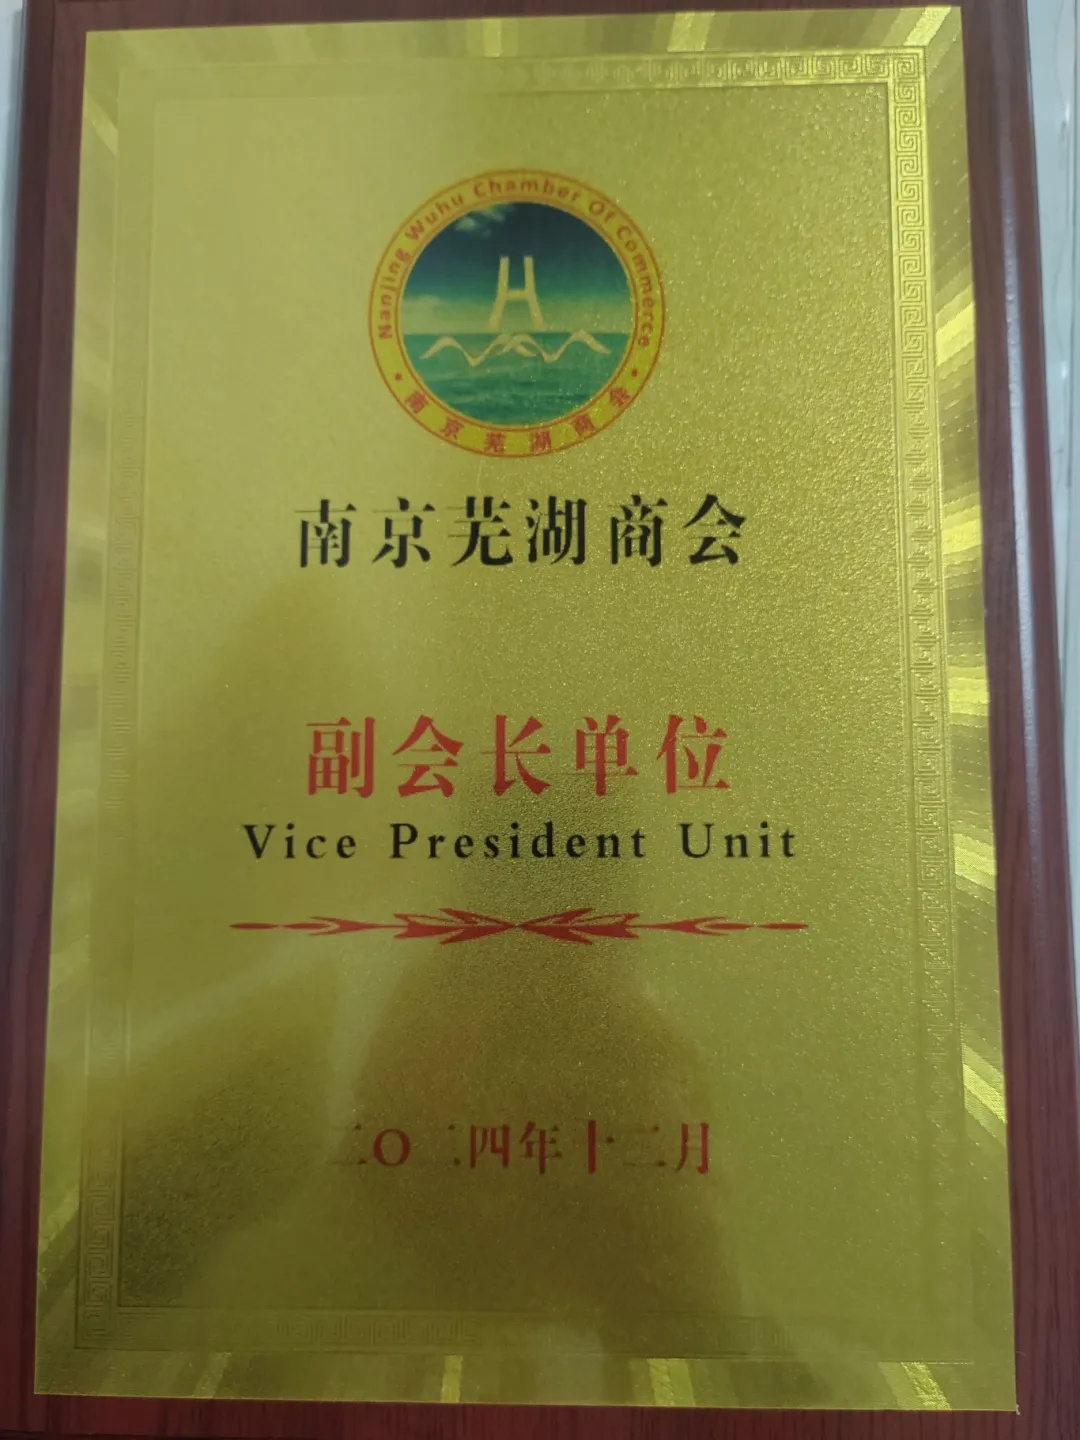 Nanjing Wuhu Chamber Of Commerce
南京芜湖商会
南京芜湖商会
副会长单位
Vice President Unit
二〇二四年十二月